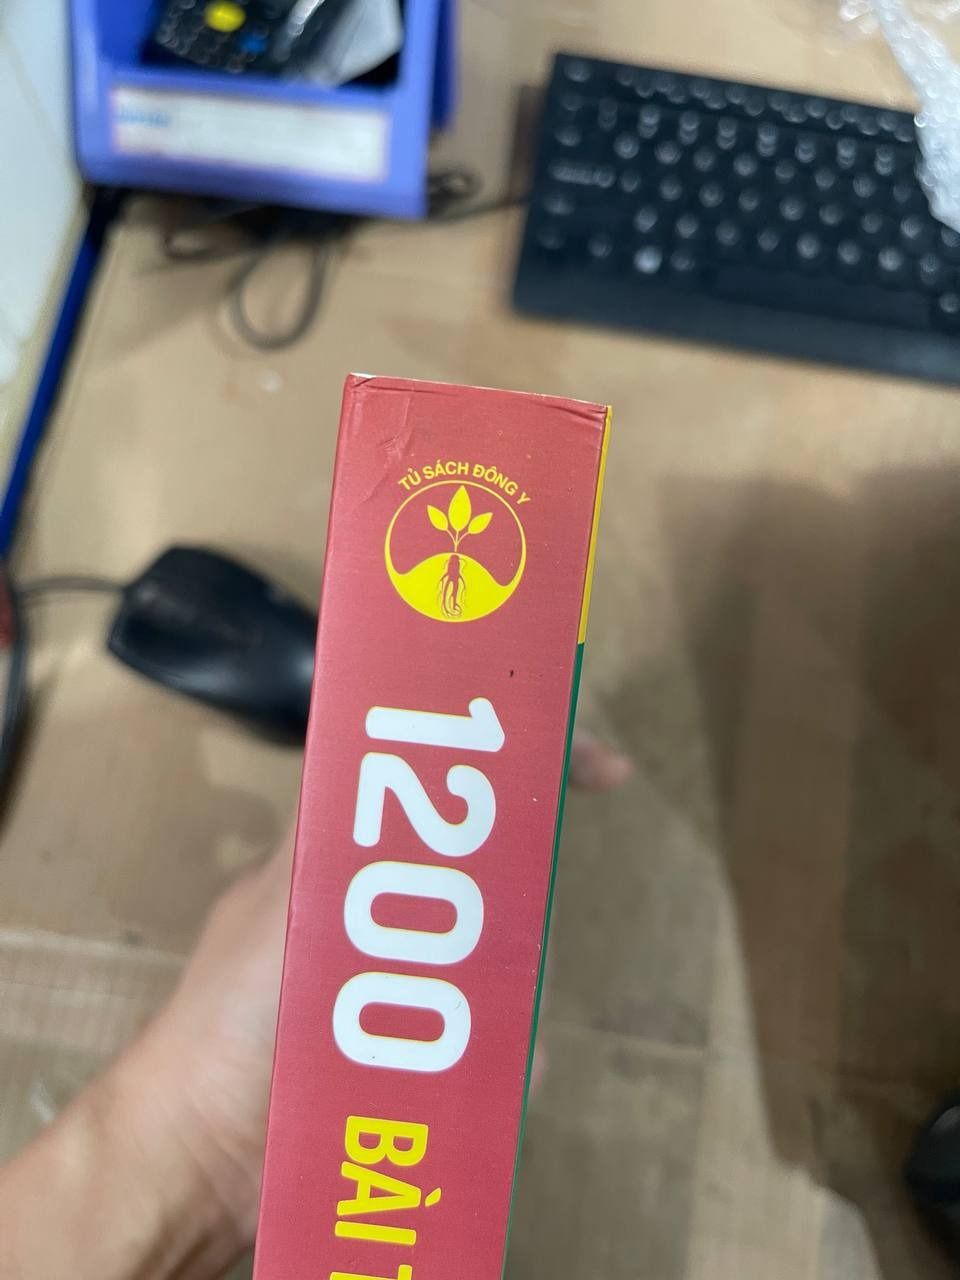 TỦ SÁCH ĐÔNG Y
1200 BÀI